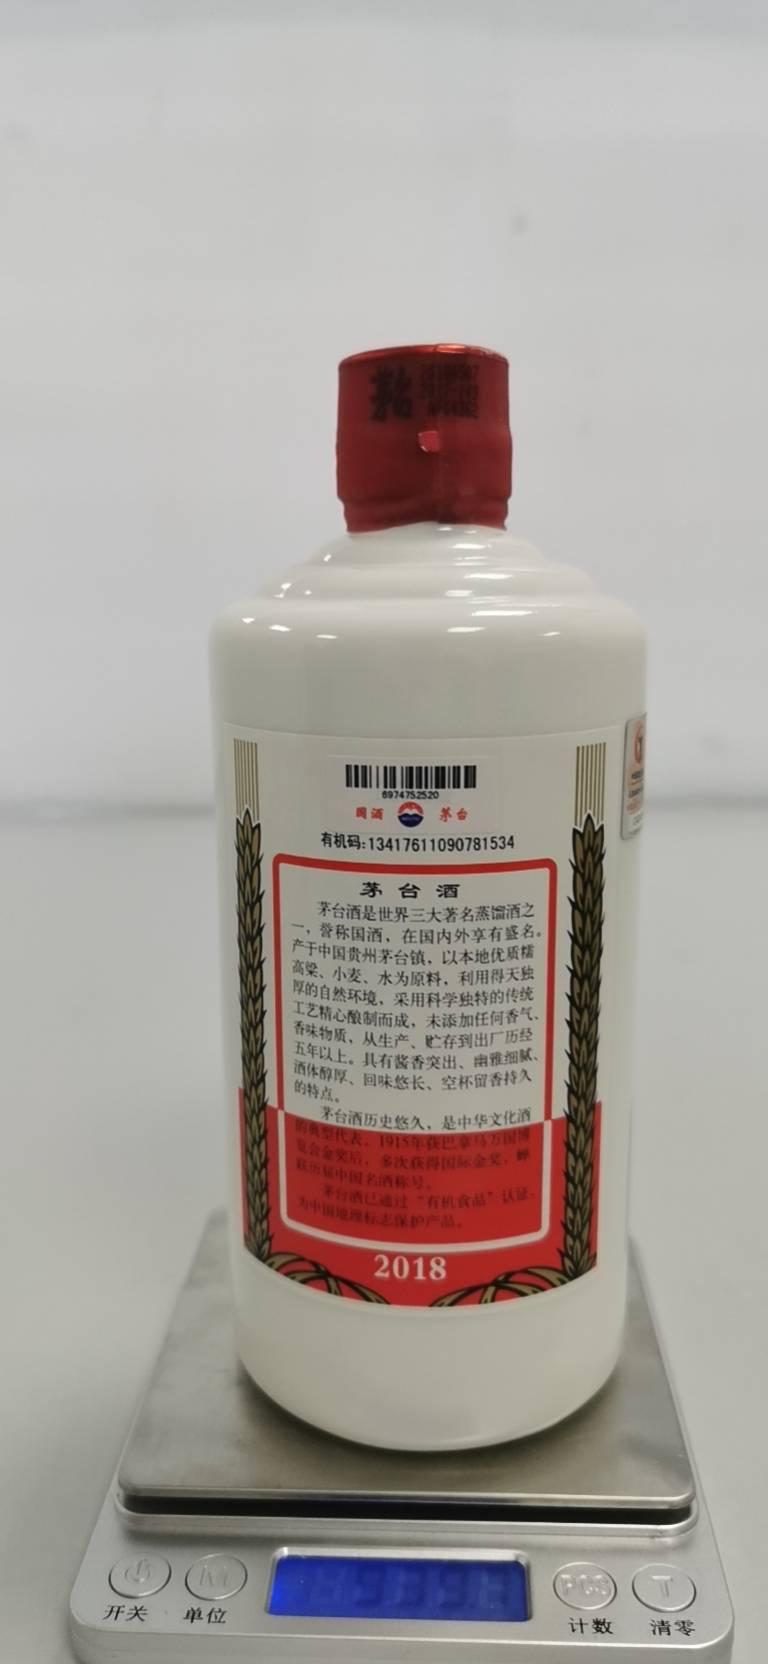 6974752520
国酒 茅台
有机码:13417611090781534
茅台酒
茅台酒是世界三大著名蒸馏酒之
一,誉称国酒,在国内外享有盛名。
产于中国贵州茅台镇,以本地优质糯
高粱、小麦、水为原料,利用得天独
厚的自然环境,采用科学独特的传统
工艺精心酿制而成,未添加任何香气、
香味物质,从生产、贮存到出厂历经
五年以上。具有酱香突出、幽雅细腻、
酒体醇厚、回味悠长、空杯留香持久
的特点。
茅台酒历史悠久,是中华文化酒
的典型代表。1915年获巴拿马万国博
览会金奖后,多次获得国际金奖,蝉
联历届中国名酒称号。
茅台酒已通过“有机食品”认证,
为中国地理标志保护产品。
2018
PCS T
开关 单位 计数 清零